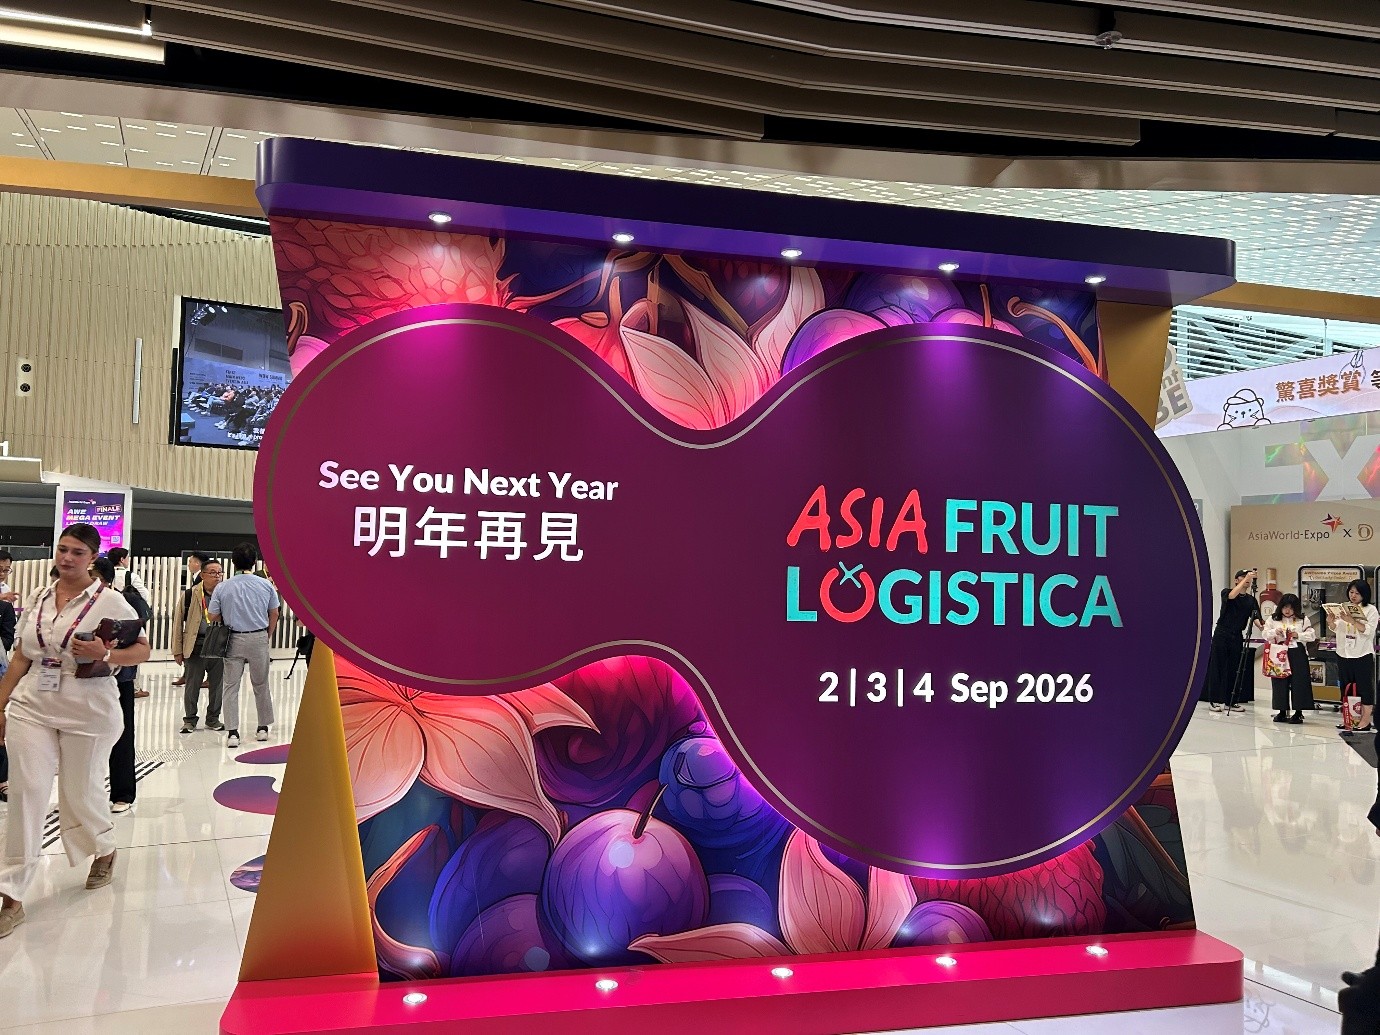 See You Next Year
明年再見
ASIA FRUIT
LOGISTICA
2 | 3 | 4 Sep 2026
AWE
FINALE
MEGA EVENT
驚喜獎賞
AsiaWorld-Expo X